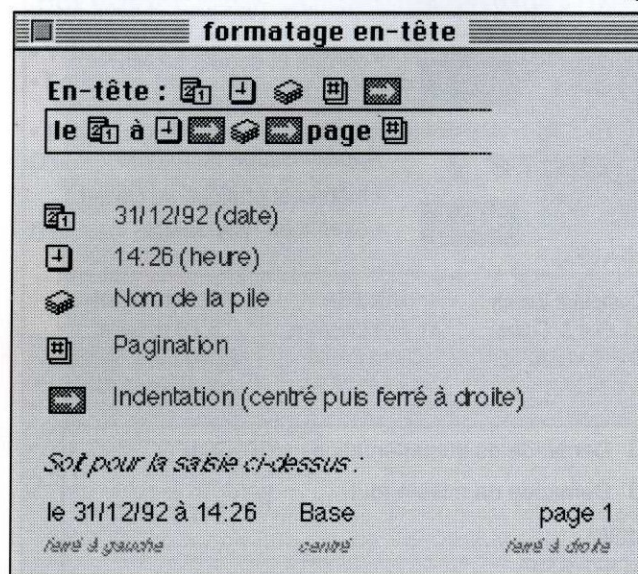 formatage en-tête
En-tête :
le à page
31/12/92 (date)
14:26 (heure)
Nom de la pile
Pagination
Indentation (centré puis ferré à droite)
Soit pour la saisie ci-dessus :
le 31/12/92 à 14:26 Base page 1
ferré à gauche centré ferré à droite